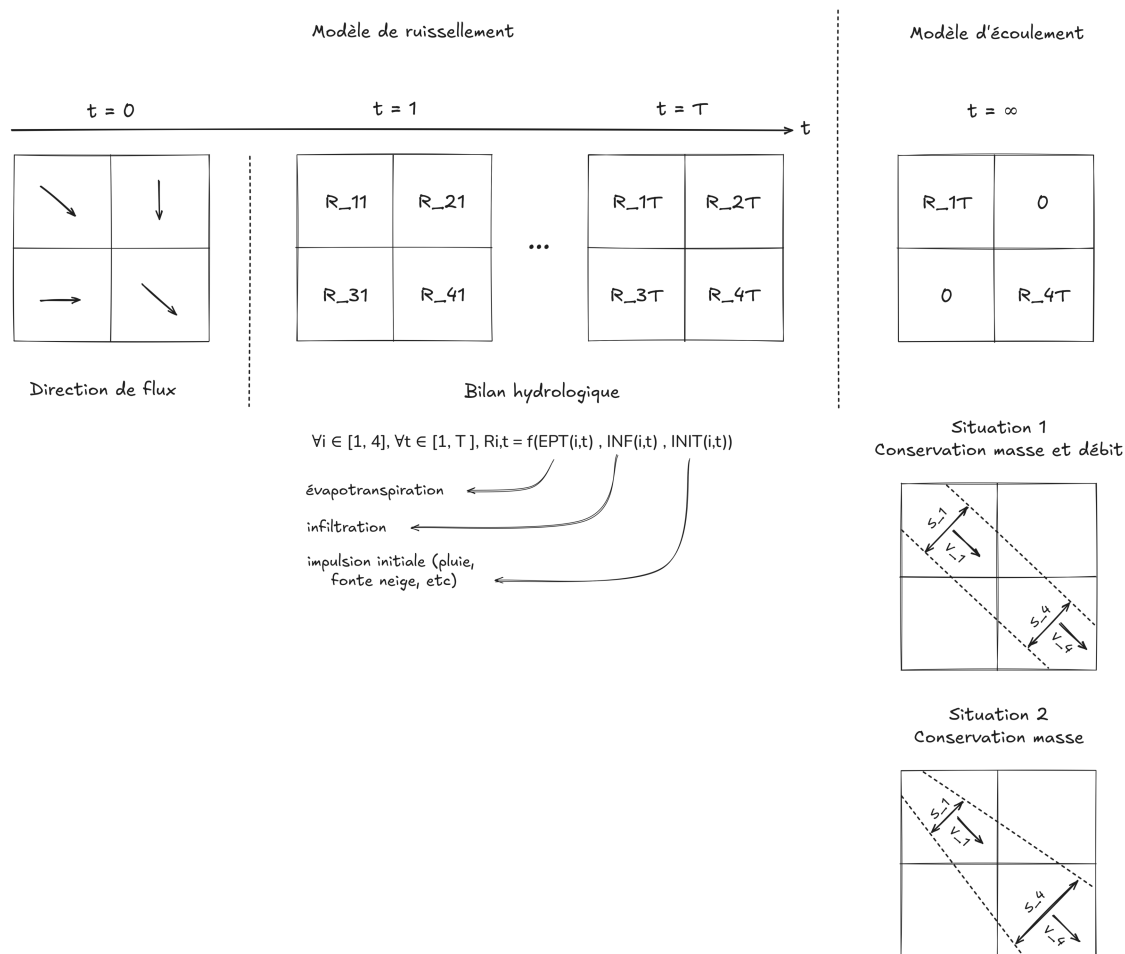 Modèle de ruissellement
Modèle d'écoulement
t = 0
t = 1
t = T
t
t = ∞
R_11 R_21
R_31 R_41
...
R_1T R_2T
R_3T R_4T
R_1T 0
0 R_4T
Direction de flux
Bilan hydrologique
∀i ∈ [1, 4], ∀t ∈ [1, T ], Ri,t = f(EPT(i,t) , INF(i,t) , INIT(i,t))
évapotranspiration
infiltration
impulsion initiale (pluie,
fonte neige, etc)
Situation 1
Conservation masse et débit
S_1
V_1
S_4
V_4
Situation 2
Conservation masse
S_1
V_1
S_4
V_4